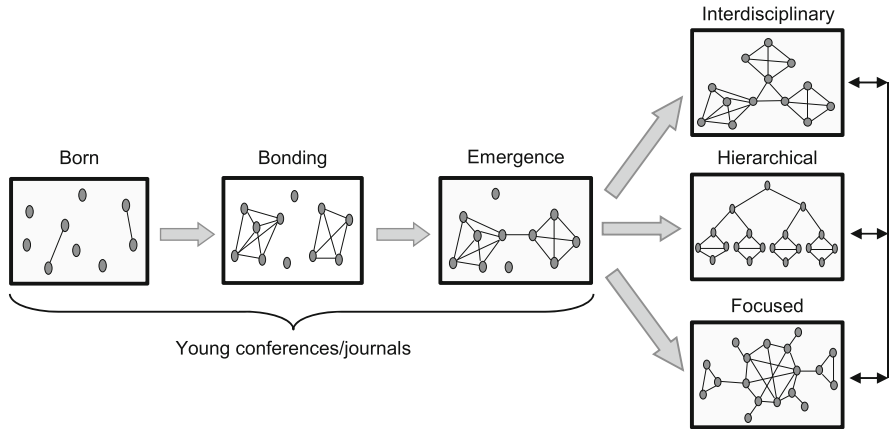 Interdisciplinary
Born
Bonding
Emergence
Hierarchical
Focused
Young conferences/journals